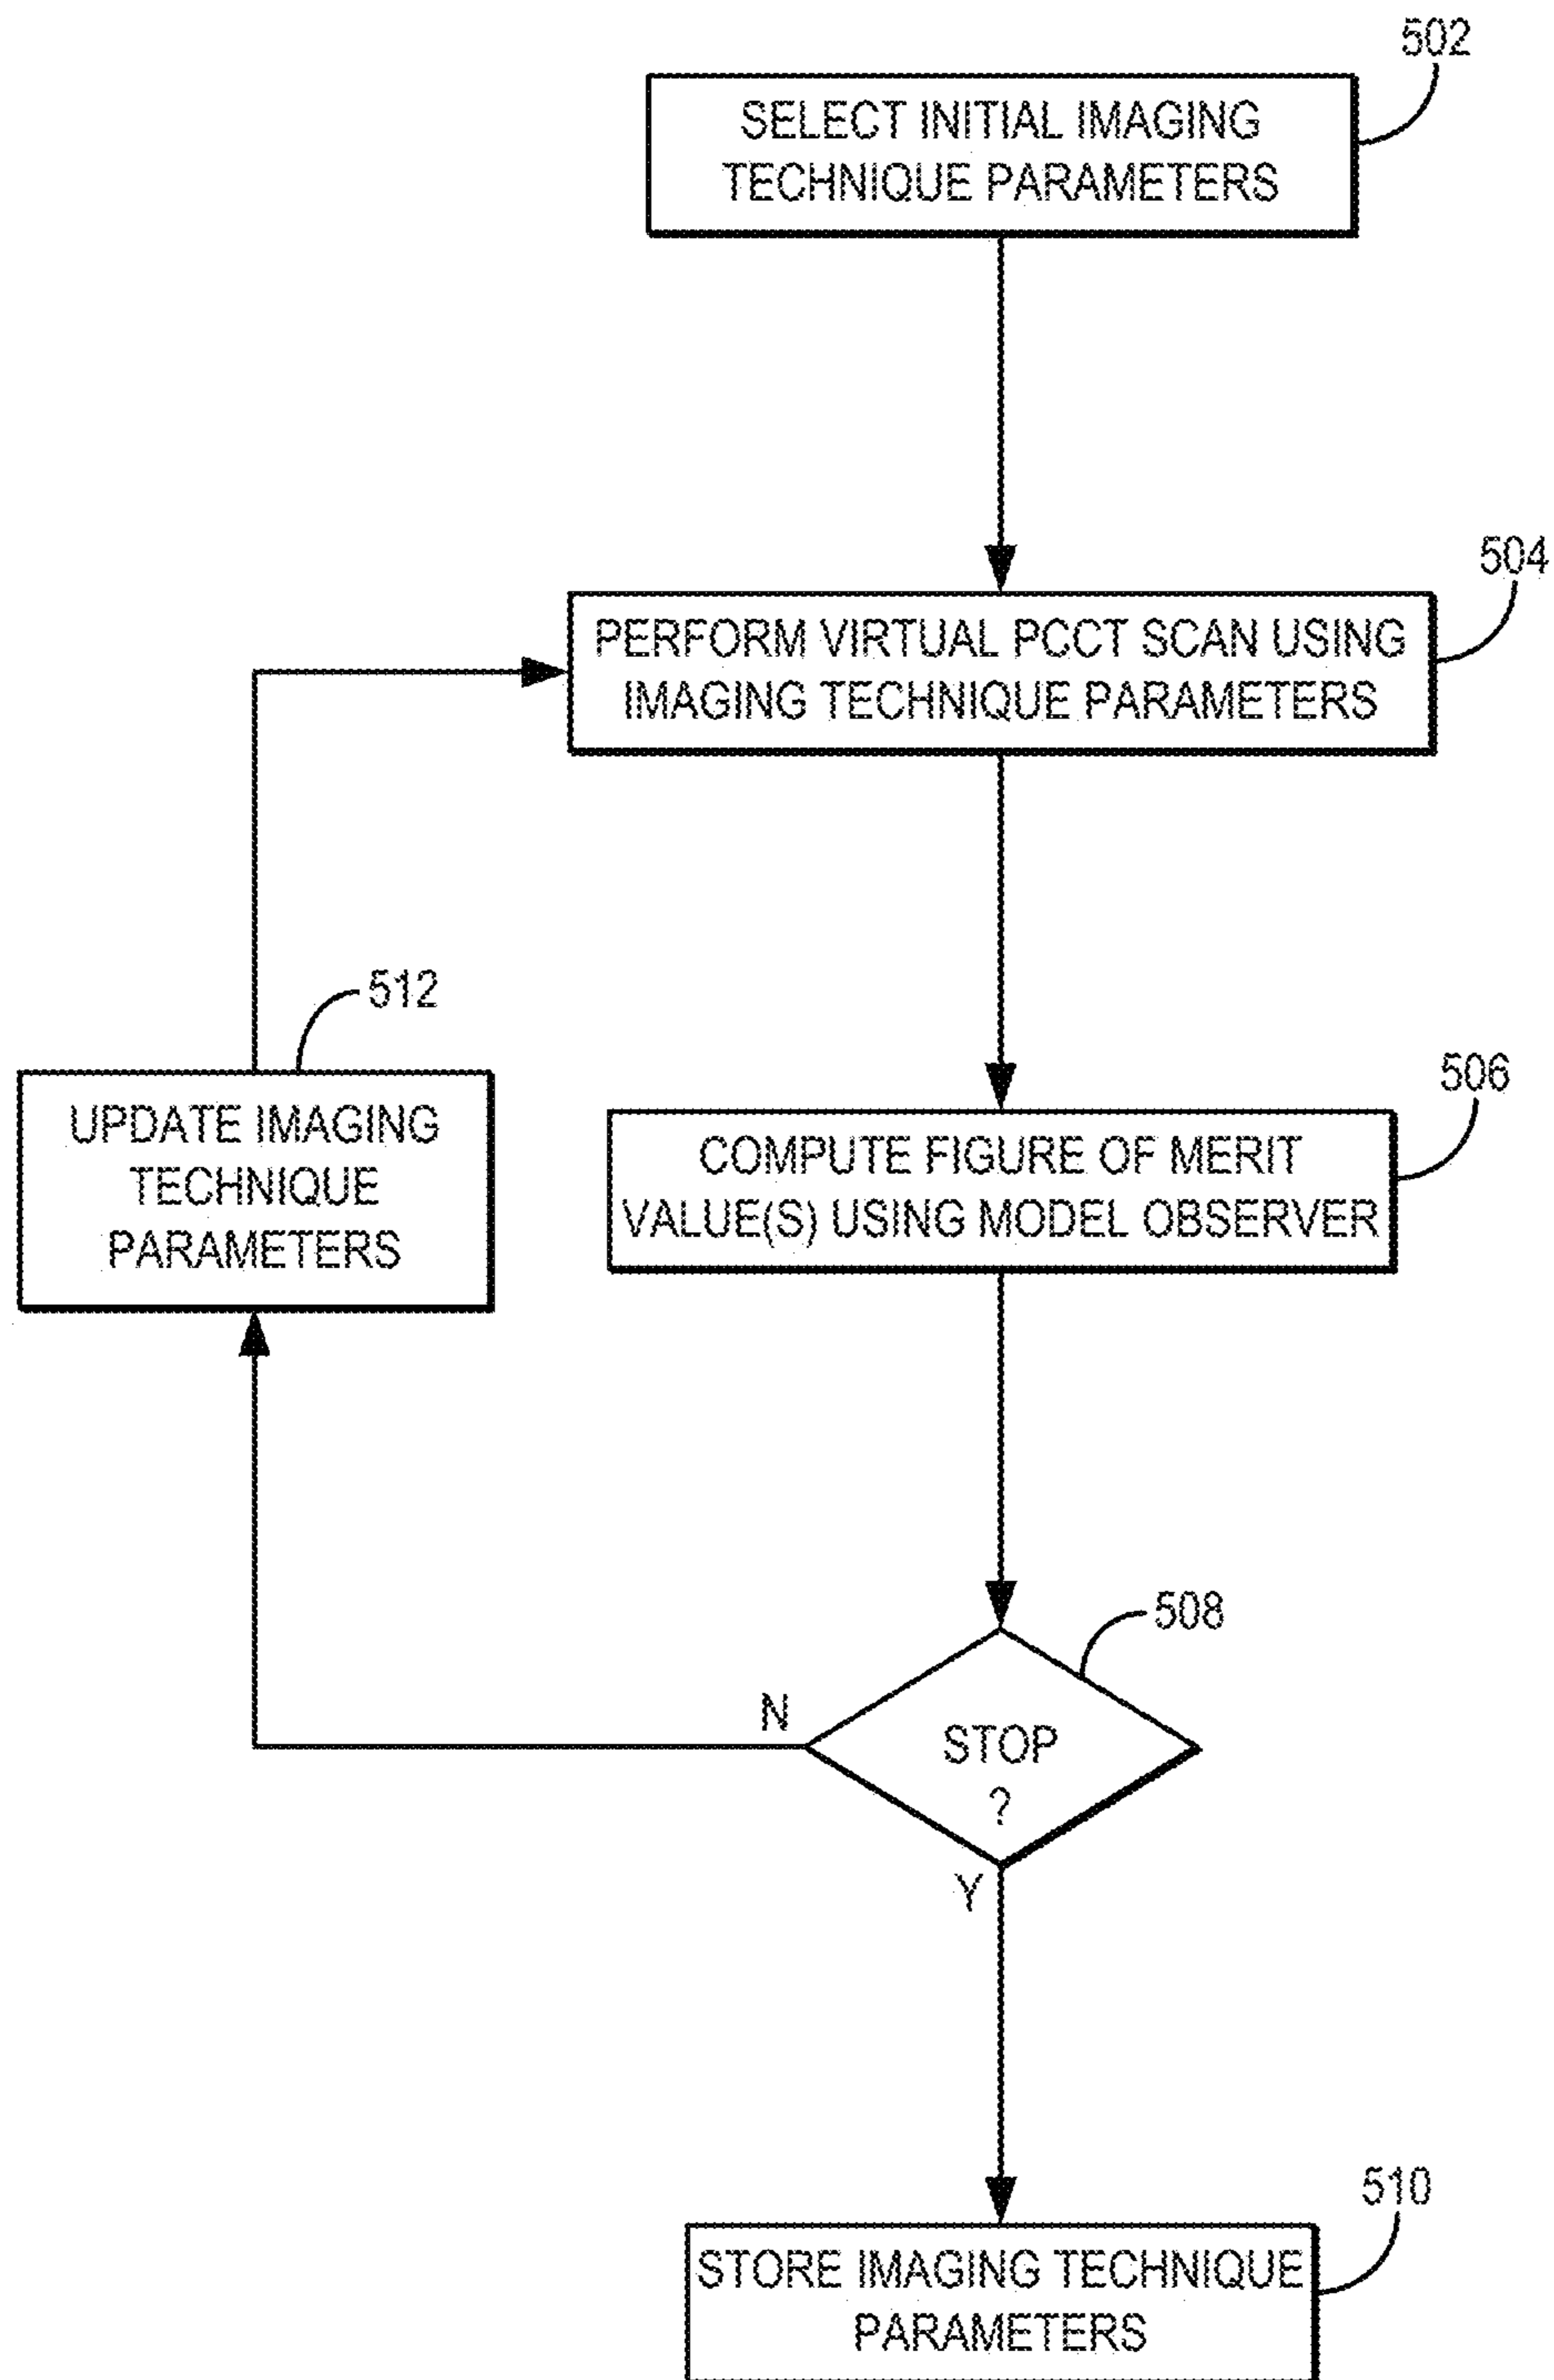 502
SELECT INITIAL IMAGING
TECHNIQUE PARAMETERS
504
PERFORM VIRTUAL PCCT SCAN USING
IMAGING TECHNIQUE PARAMETERS
512
UPDATE IMAGING
TECHNIQUE
PARAMETERS
506
COMPUTE FIGURE OF MERIT
VALUE(S) USING MODEL OBSERVER
508
N
STOP
?
Y
510
STORE IMAGING TECHNIQUE
PARAMETERS